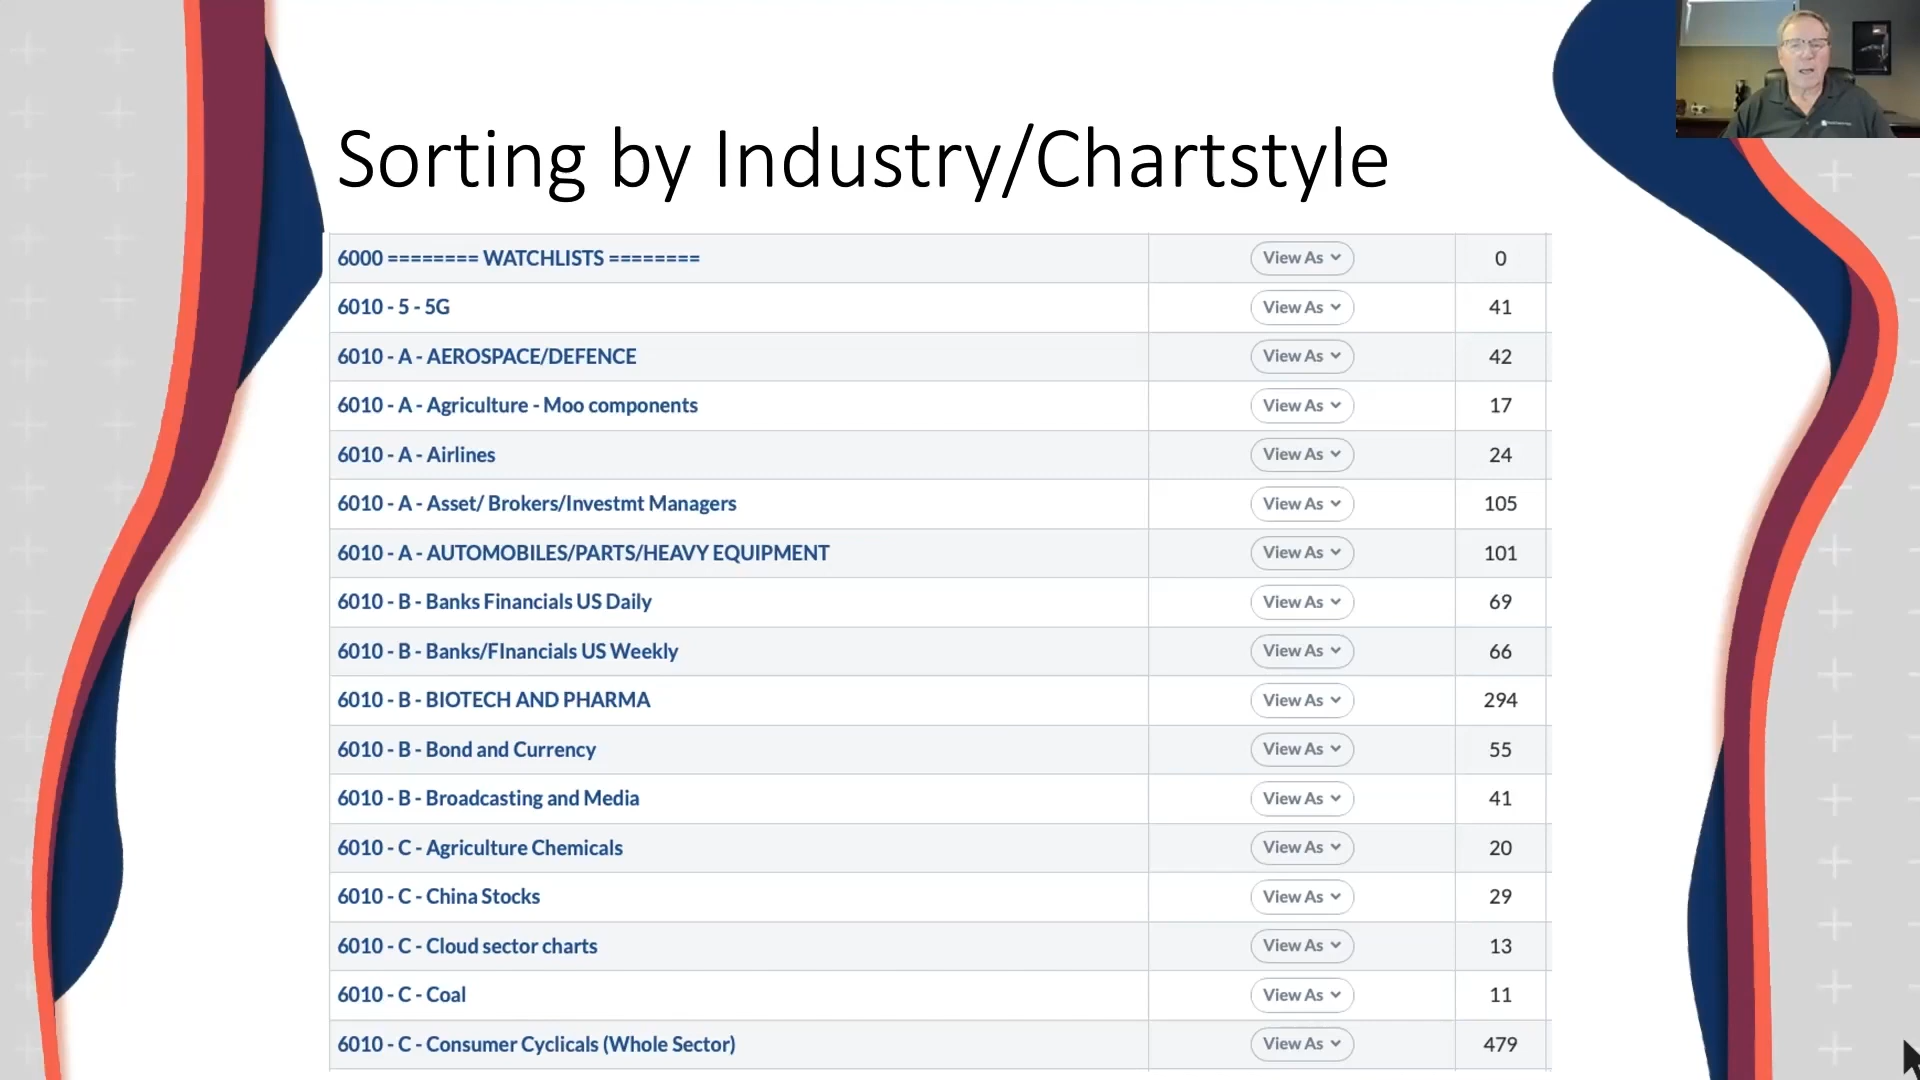 Sorting by Industry/Chartstyle
6000 ======== WATCHLISTS ======== View As 0
6010 - 5 - 5G View As 41
6010 - A - AEROSPACE/DEFENCE View As 42
6010 - A - Agriculture - Moo components View As 17
6010 - A - Airlines View As 24
6010 - A - Asset/ Brokers/Investmt Managers View As 105
6010 - A - AUTOMOBILES/PARTS/HEAVY EQUIPMENT View As 101
6010 - B - Banks Financials US Daily View As 69
6010 - B - Banks/FInancials US Weekly View As 66
6010 - B - BIOTECH AND PHARMA View As 294
6010 - B - Bond and Currency View As 55
6010 - B - Broadcasting and Media View As 41
6010 - C - Agriculture Chemicals View As 20
6010 - C - China Stocks View As 29
6010 - C - Cloud sector charts View As 13
6010 - C - Coal View As 11
6010 - C - Consumer Cyclicals (Whole Sector) View As 479